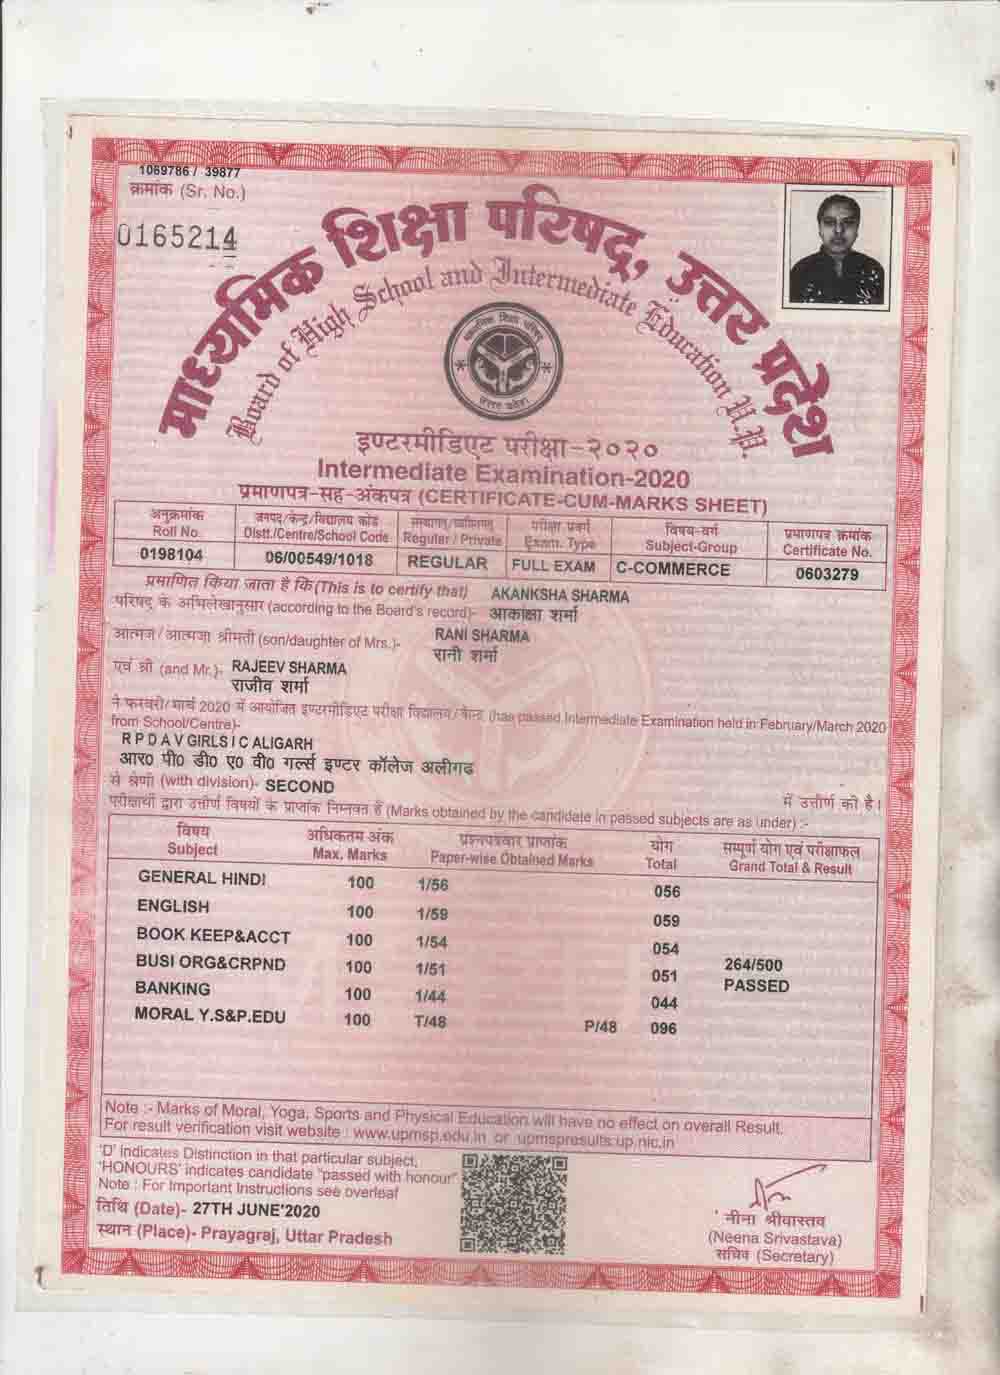 1069786 / 39877
क्रमांक (Sr. No.)
0165214
माध्यमिक शिक्षा परिषद्, उत्तर प्रदेश
Board of High School and Intermediate Education U.P.
माध्यमिक शिक्षा परिषद्
उत्तर प्रदेश
इण्टरमीडिएट परीक्षा-२०२०
Intermediate Examination-2020
प्रमाणपत्र-सह-अंकपत्र (CERTIFICATE-CUM-MARKS SHEET)
अनुक्रमांक जनपद/केन्द्र/विद्यालय कोड संस्थागत/व्यक्तिगत परीक्षा प्रवर्ग विषय-वर्ग प्रमाणपत्र क्रमांक
Roll No. Distt./Centre/School Code Regular / Private Exam. Type Subject-Group Certificate No.
0198104 06/00549/1018 REGULAR FULL EXAM C-COMMERCE 0603279
प्रमाणित किया जाता है कि (This is to certify that) AKANKSHA SHARMA
परिषद् के अभिलेखानुसार (according to the Board's record)- आकांक्षा शर्मा
आत्मज/आत्मजा श्रीमती (son/daughter of Mrs.)- RANI SHARMA
रानी शर्मा
एवं श्री (and Mr.)- RAJEEV SHARMA
राजीव शर्मा
ने फरवरी/मार्च 2020 में आयोजित इण्टरमीडिएट परीक्षा विद्यालय/केन्द्र (has passed Intermediate Examination held in February/March 2020
from School/Centre)-
R P D A V GIRLS I C ALIGARH
आर० पी० डी० ए० वी० गर्ल्स इण्टर कॉलेज अलीगढ
से श्रेणी (with division)- SECOND में उत्तीर्ण की है।
परीक्षार्थी द्वारा उत्तीर्ण विषयों के प्राप्तांक निम्नवत हैं (Marks obtained by the candidate in passed subjects are as under) :-
विषय अधिकतम अंक प्रश्नपत्रवार प्राप्तांक योग सम्पूर्ण योग एवं परीक्षाफल
Subject Max. Marks Paper-wise Obtained Marks Total Grand Total & Result
GENERAL HINDI 100 1/56 056
ENGLISH 100 1/59 059
BOOK KEEP&ACCT 100 1/54 054
BUSI ORG&CRPND 100 1/51 051 264/500
BANKING 100 1/44 044 PASSED
MORAL Y.S&P.EDU 100 T/48 P/48 096
Note :- Marks of Moral, Yoga, Sports and Physical Education will have no effect on overall Result.
For result verification visit website : www.upmsp.edu.in or upmspresults.up.nic.in
'D' Indicates Distinction in that particular subject.
'HONOURS' indicates candidate "passed with honour"
Note : For Important Instructions see overleaf
तिथि (Date)- 27TH JUNE'2020
स्थान (Place)- Prayagraj, Uttar Pradesh
नीना श्रीवास्तव
(Neena Srivastava)
सचिव (Secretary)